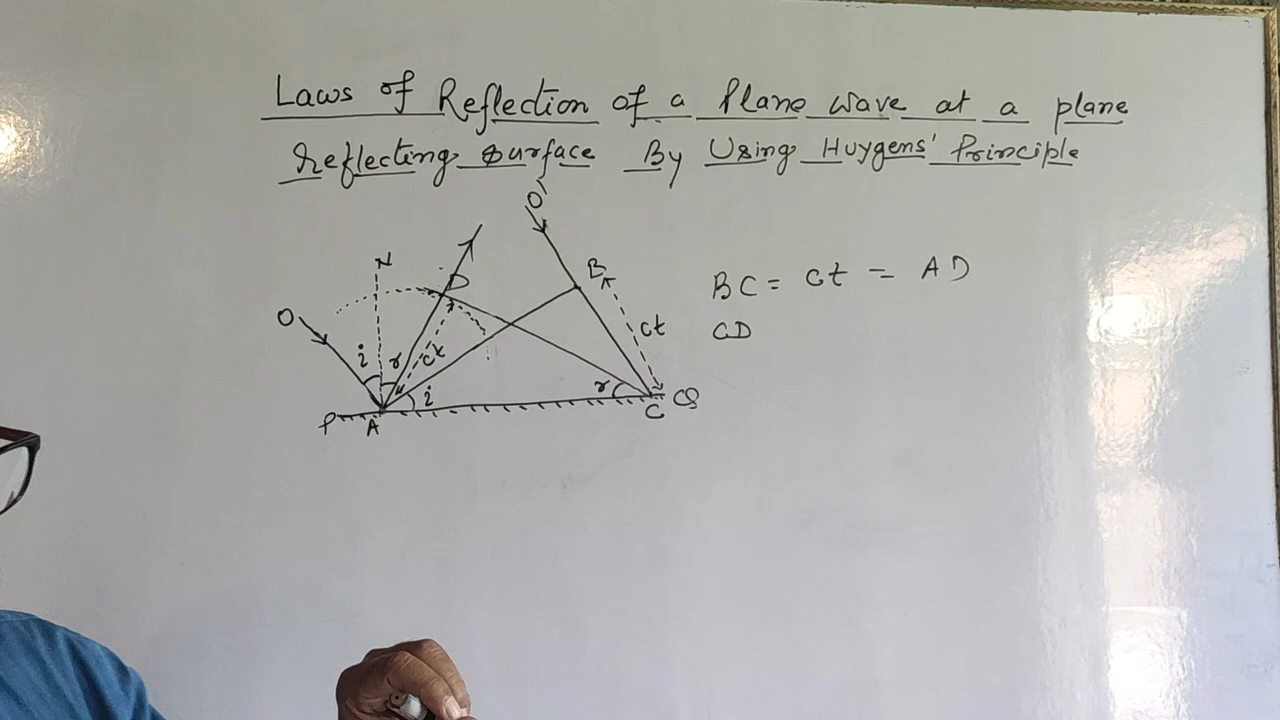 Laws of Reflection of a Plane wave at a plane
Reflecting surface By Using Huygens' Principle
O'
N
D
B
BC = ct = AD
O
i
r
ct
ct
CD
r
i
P
A
C
Q